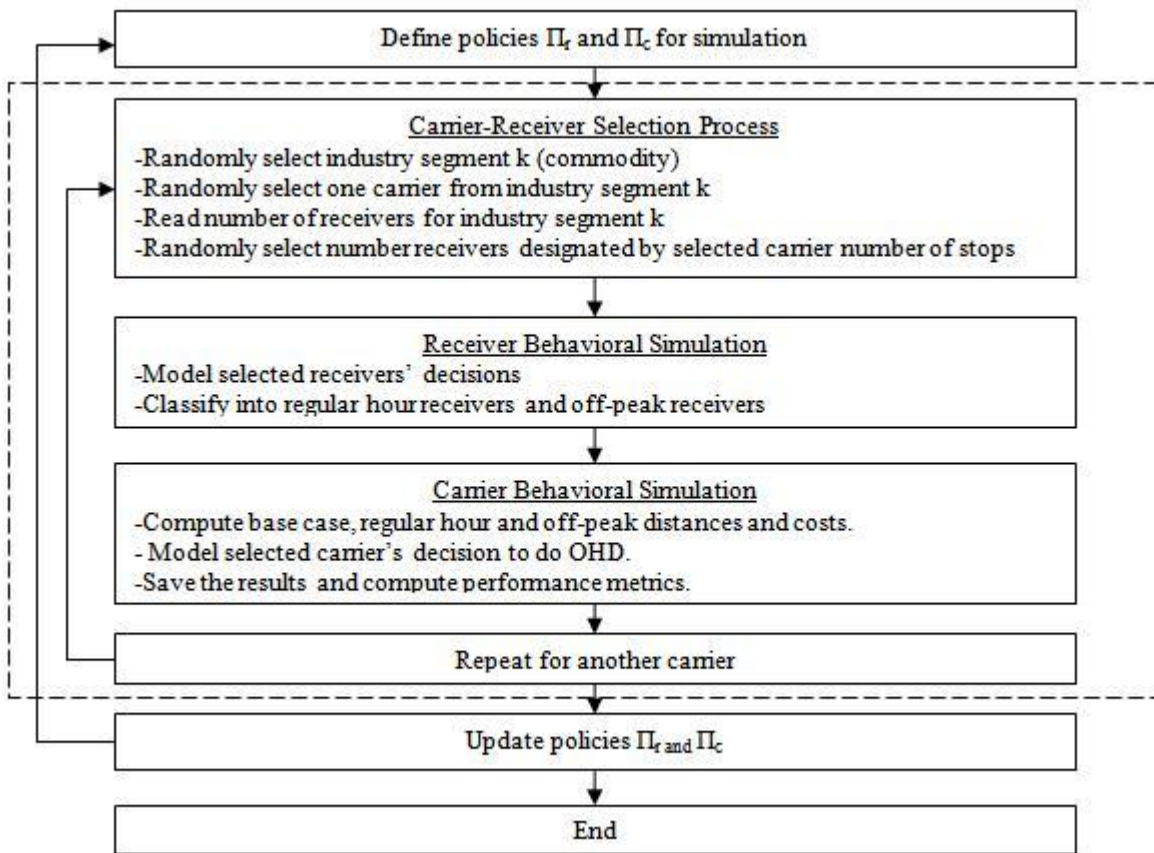 Define policies Πr and Πc for simulation
Carrier-Receiver Selection Process
-Randomly select industry segment k (commodity)
-Randomly select one carrier from industry segment k
-Read number of receivers for industry segment k
-Randomly select number receivers designated by selected carrier number of stops
Receiver Behavioral Simulation
-Model selected receivers’ decisions
-Classify into regular hour receivers and off-peak receivers
Carrier Behavioral Simulation
-Compute base case, regular hour and off-peak distances and costs.
- Model selected carrier’s decision to do OHD.
-Save the results and compute performance metrics.
Repeat for another carrier
Update policies Πr and Πc
End